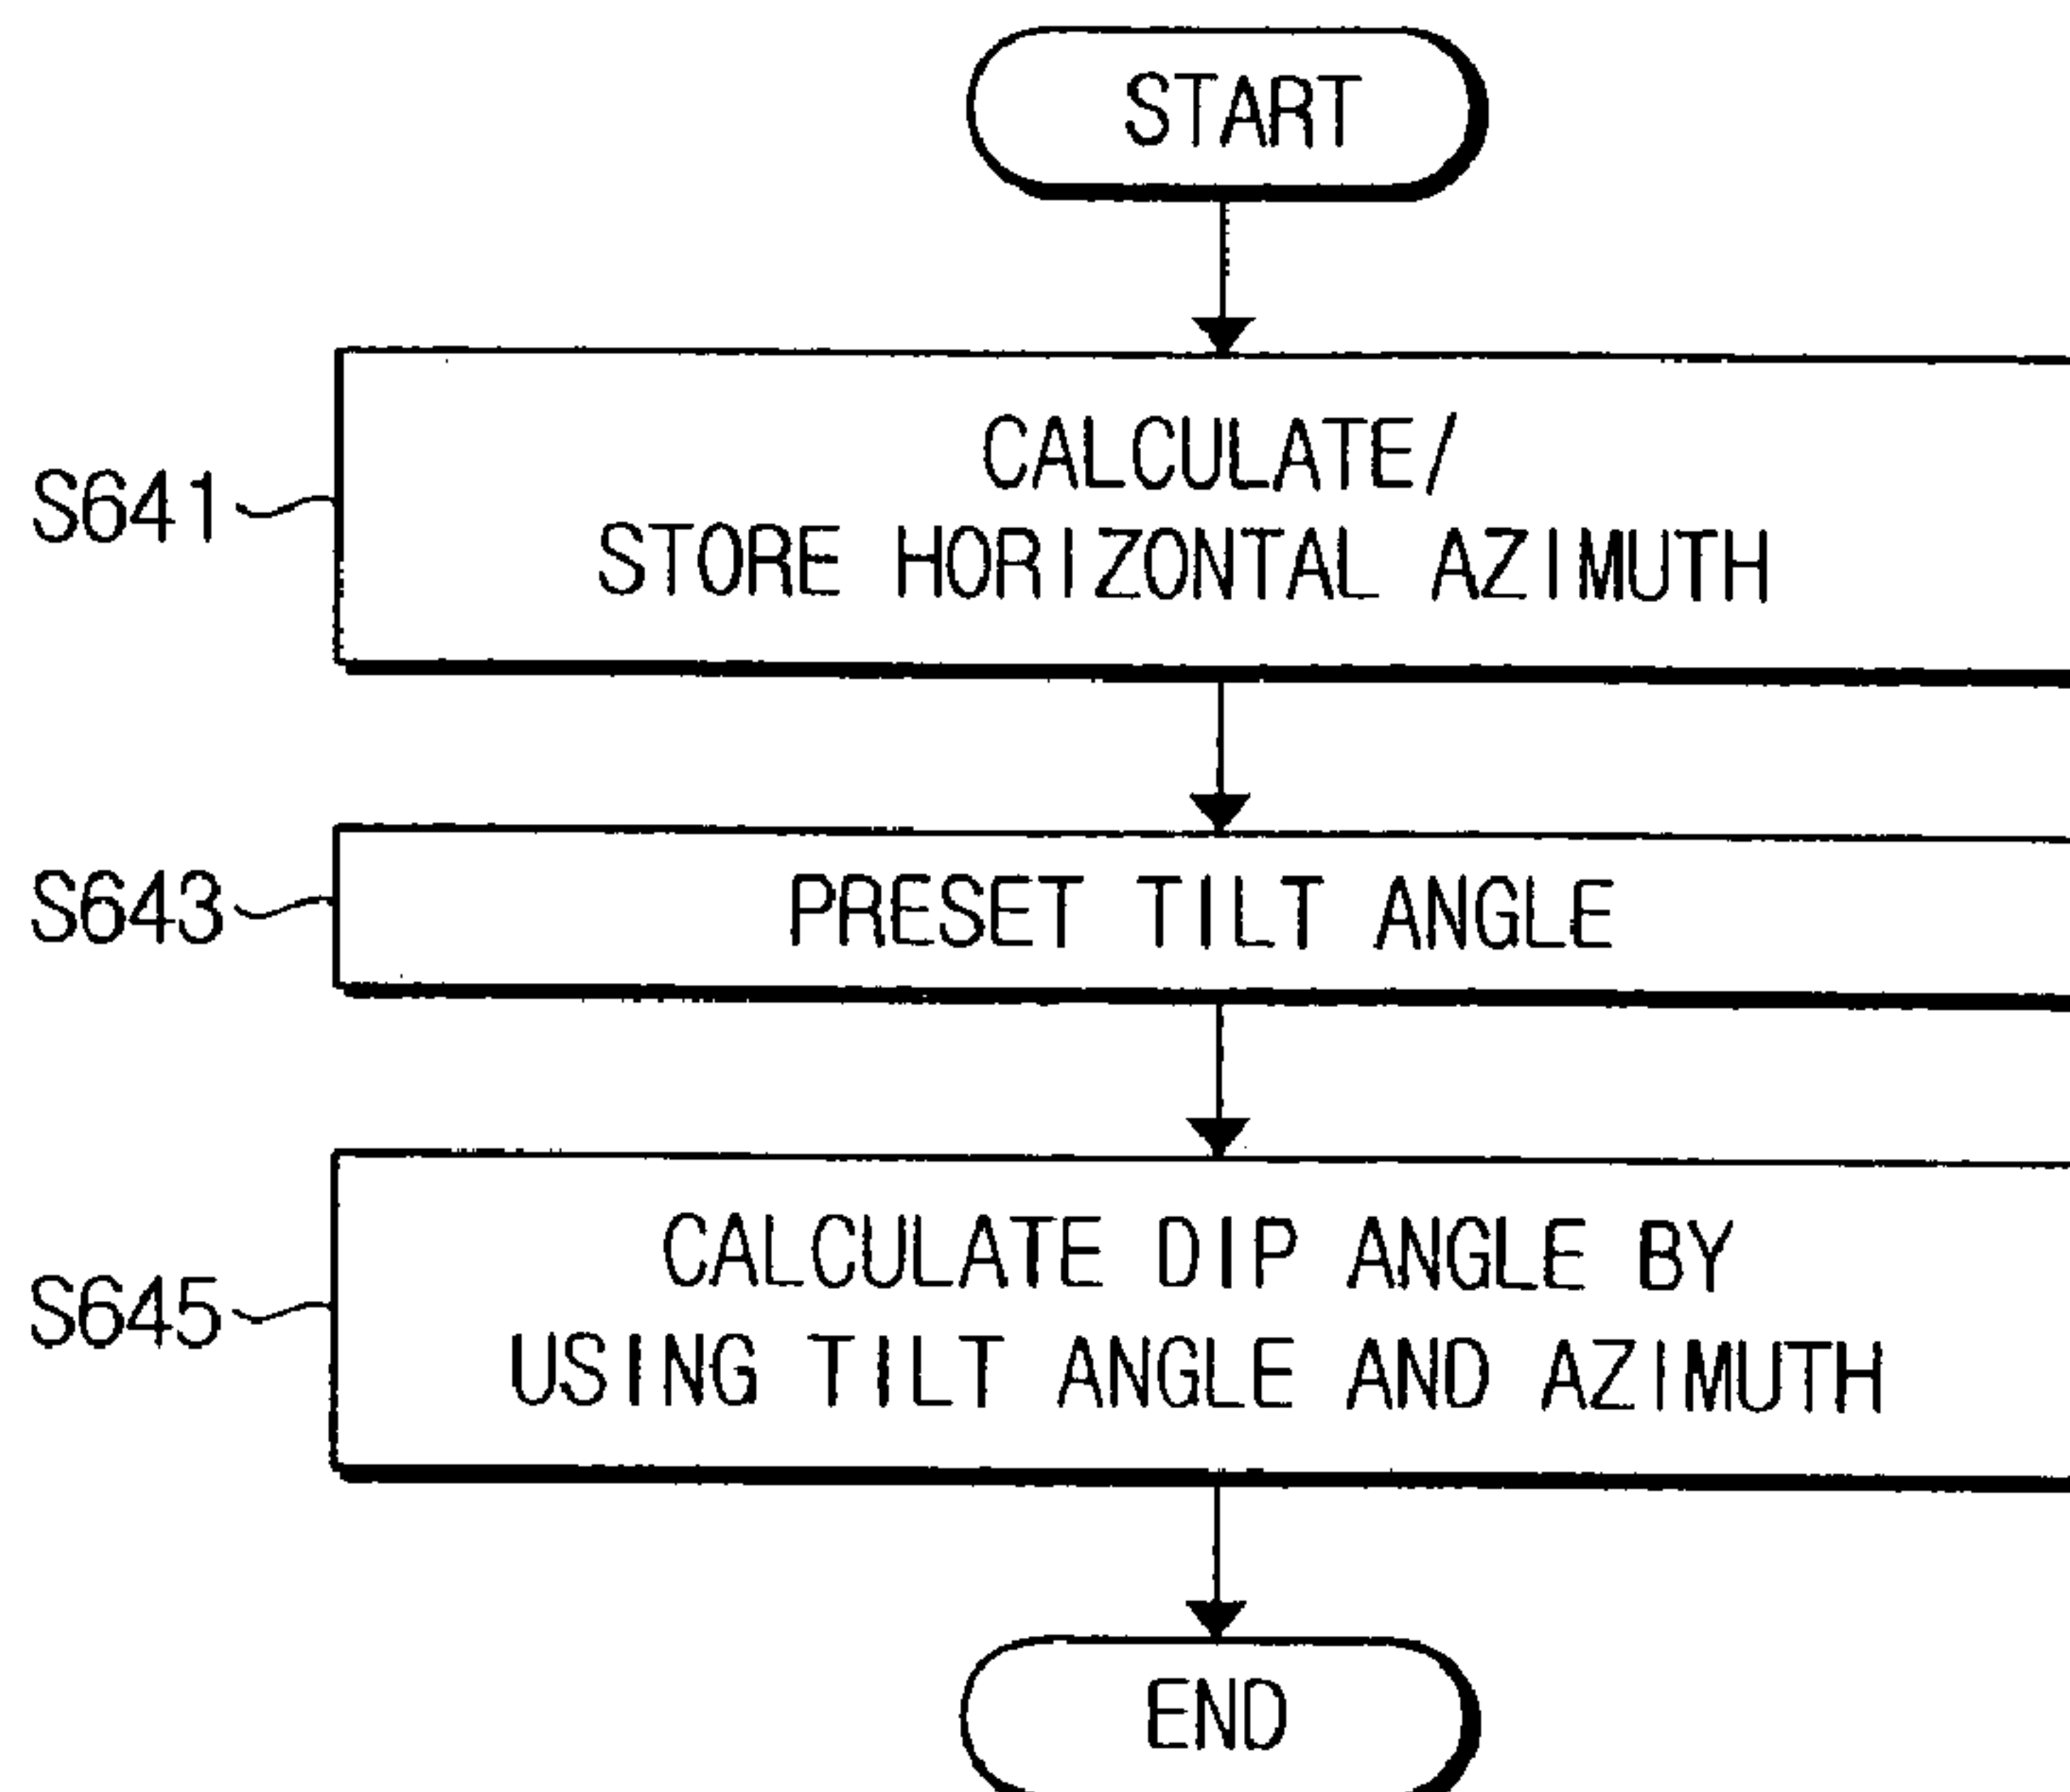 START
CALCULATE/
STORE HORIZONTAL AZIMUTH
S641
PRESET TILT ANGLE
S643
CALCULATE DIP ANGLE BY
USING TILT ANGLE AND AZIMUTH
S645
END